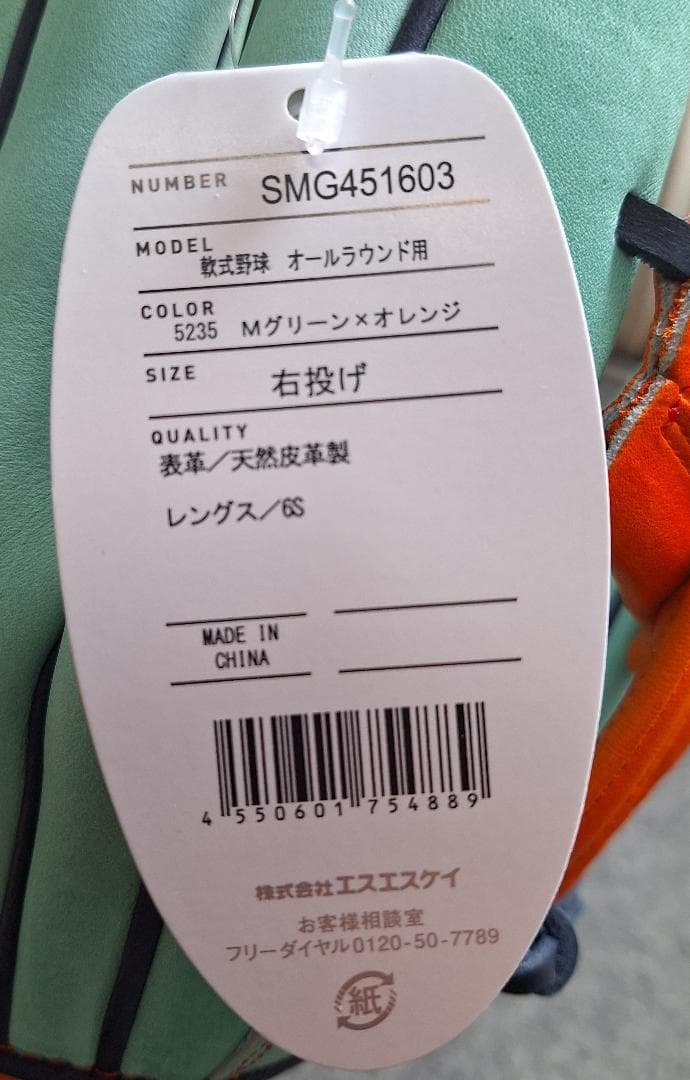 NUMBER SMG451603
MODEL
軟式野球 オールラウンド用
COLOR
5235 Mグリーン×オレンジ
SIZE 右投げ
QUALITY
表革/天然皮革製
レングス/6S
MADE IN
CHINA
4 550601 754889
株式会社エスエスケイ
お客様相談室
フリーダイヤル0120-50-7789
紙